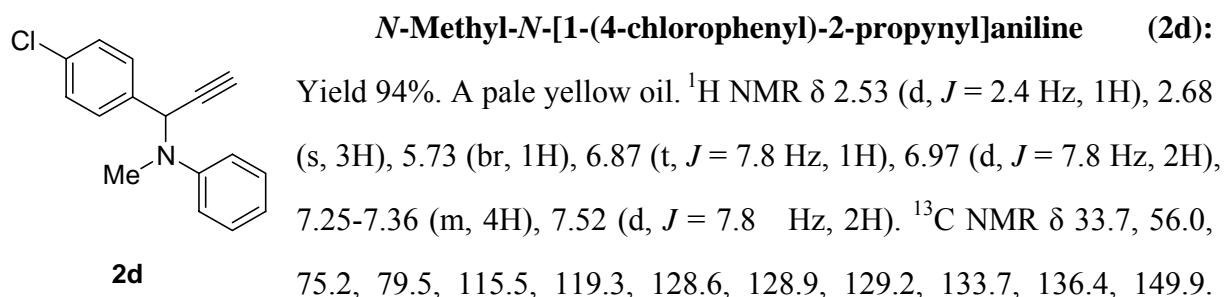 N-Methyl-N-[1-(4-chlorophenyl)-2-propynyl]aniline (2d):
Yield 94%. A pale yellow oil. ¹H NMR δ 2.53 (d, J = 2.4 Hz, 1H), 2.68
(s, 3H), 5.73 (br, 1H), 6.87 (t, J = 7.8 Hz, 1H), 6.97 (d, J = 7.8 Hz, 2H),
7.25-7.36 (m, 4H), 7.52 (d, J = 7.8 Hz, 2H). ¹³C NMR δ 33.7, 56.0,
75.2, 79.5, 115.5, 119.3, 128.6, 128.9, 129.2, 133.7, 136.4, 149.9.
Cl
N
Me
2d